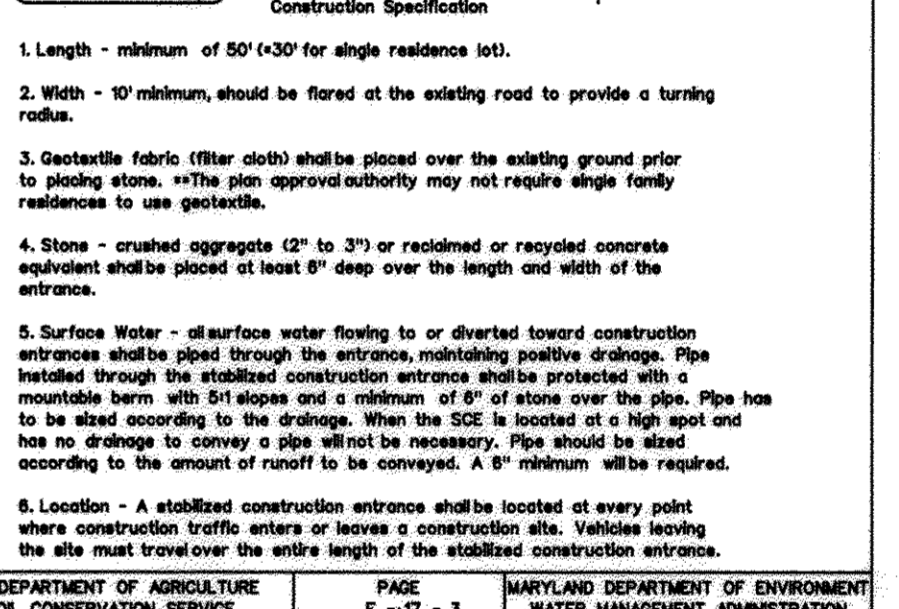 Construction Specification
1. Length - minimum of 50' (*30' for single residence lot).
2. Width - 10' minimum, should be flared at the existing road to provide a turning
radius.
3. Geotextile fabric (filter cloth) shall be placed over the existing ground prior
to placing stone. **The plan approval authority may not require single family
residences to use geotextile.
4. Stone - crushed aggregate (2" to 3") or reclaimed or recycled concrete
equivalent shall be placed at least 6" deep over the length and width of the
entrance.
5. Surface Water - all surface water flowing to or diverted toward construction
entrances shall be piped through the entrance, maintaining positive drainage. Pipe
installed through the stabilized construction entrance shall be protected with a
mountable berm with 5:1 slopes and a minimum of 6" of stone over the pipe. Pipe has
to be sized according to the drainage. When the SCE is located at a high spot and
has no drainage to convey a pipe will not be necessary. Pipe should be sized
according to the amount of runoff to be conveyed. A 6" minimum will be required.
6. Location - A stabilized construction entrance shall be located at every point
where construction traffic enters or leaves a construction site. Vehicles leaving
the site must travel over the entire length of the stabilized construction entrance.
DEPARTMENT OF AGRICULTURE PAGE MARYLAND DEPARTMENT OF ENVIRONMENT
CONSERVATION SERVICE 17 - 3 WATER MANAGEMENT ADMINISTRATION